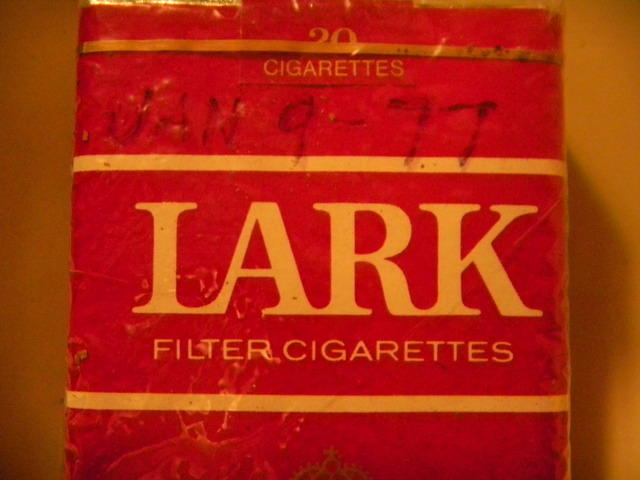 20
CIGARETTES
JAN 9-77
LARK
FILTER CIGARETTES